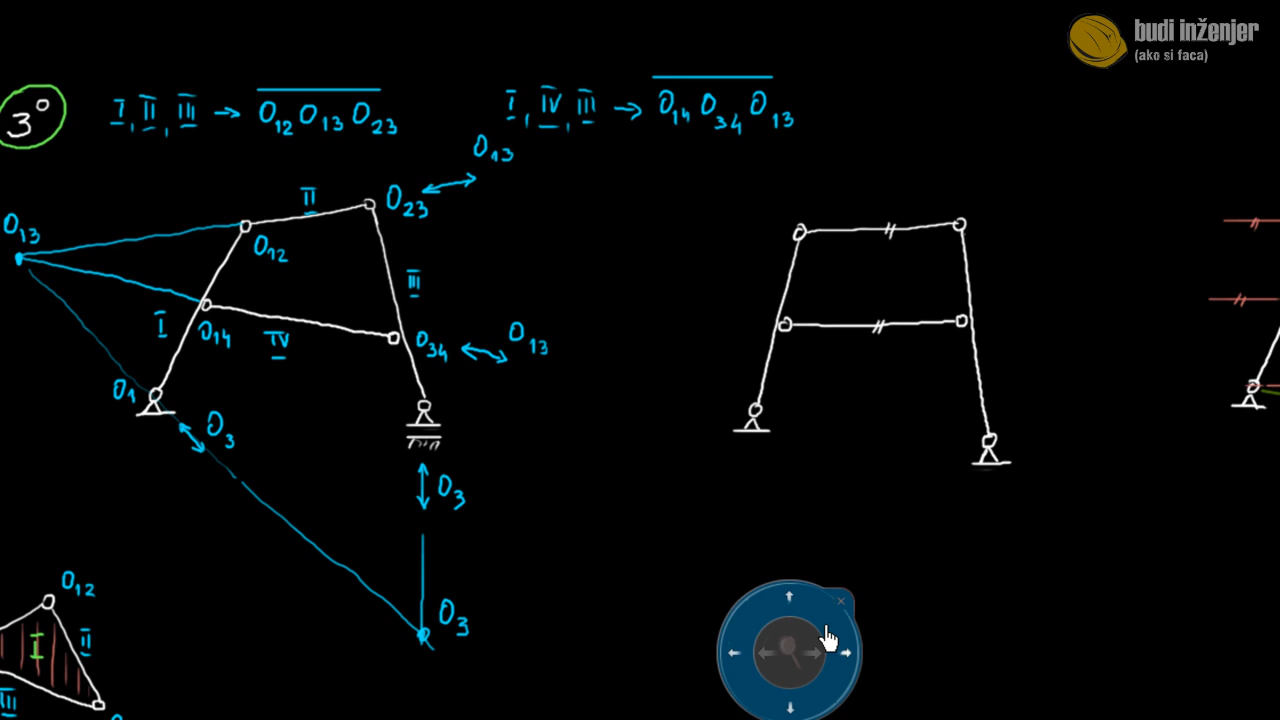 budi inženjer
(ako si faca)
3° I, II, III → O12 O13 O23 I, IV, III → O14 O34 O13
O13
II
O23
O13
O12
III
I
O14
IV
O34
O13
O1
O3
O3
O3
O12
I
II
III